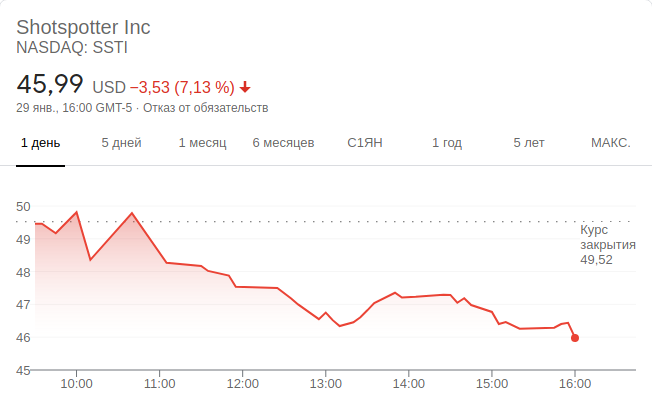 Shotspotter Inc
NASDAQ: SSTI
45,99 USD −3,53 (7,13 %)
29 янв., 16:00 GMT-5 · Отказ от обязательств
1 день 5 дней 1 месяц 6 месяцев С1ЯН 1 год 5 лет МАКС.
50
49
48
47
46
45
Курс
закрытия
49,52
10:00 11:00 12:00 13:00 14:00 15:00 16:00